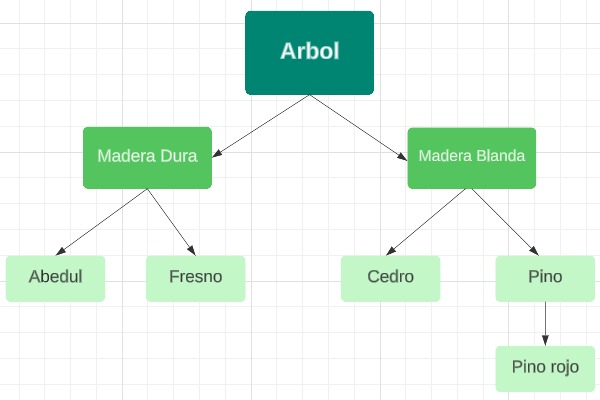 Arbol
Madera Dura
Madera Blanda
Abedul
Fresno
Cedro
Pino
Pino rojo